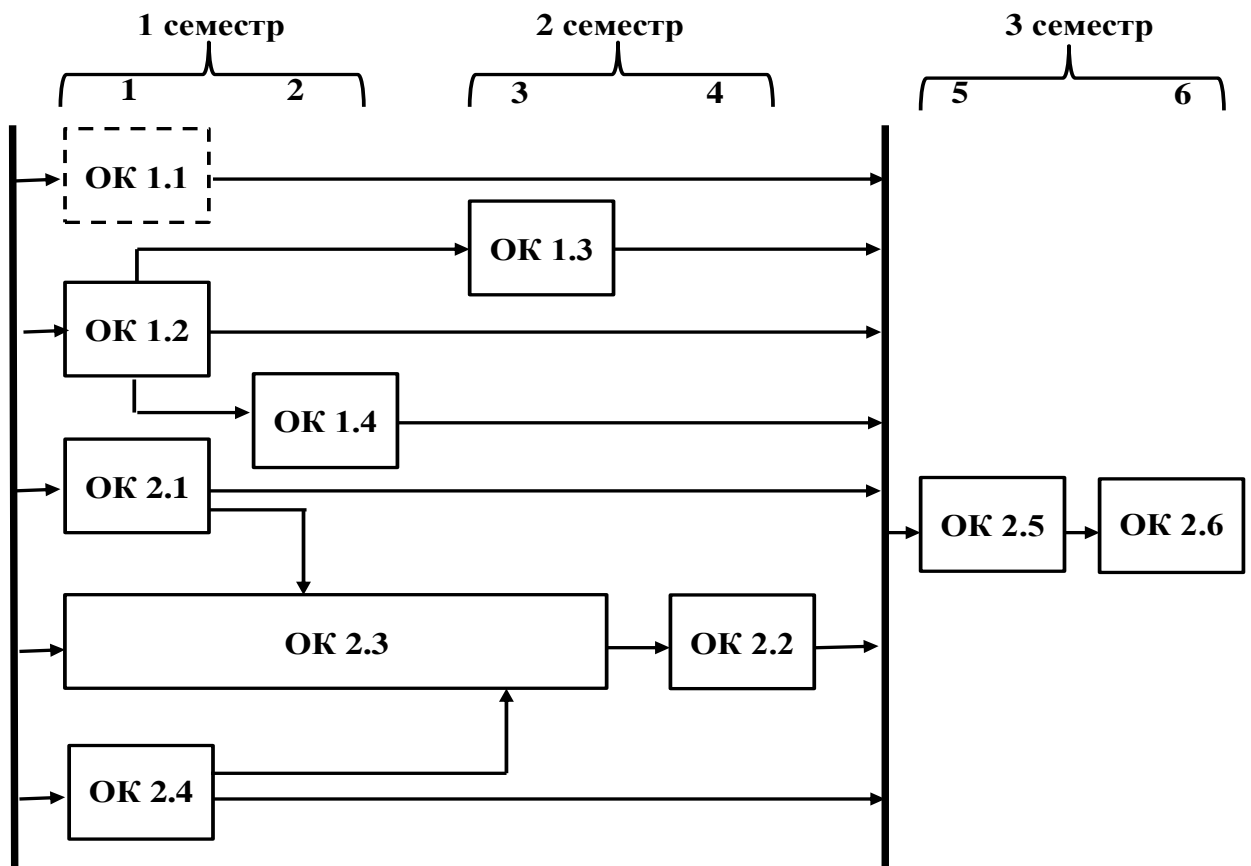 1 семестр
2 семестр
3 семестр
1
2
3
4
5
6
ОК 1.1
ОК 1.3
ОК 1.2
ОК 1.4
ОК 2.1
ОК 2.5
ОК 2.6
ОК 2.3
ОК 2.2
ОК 2.4